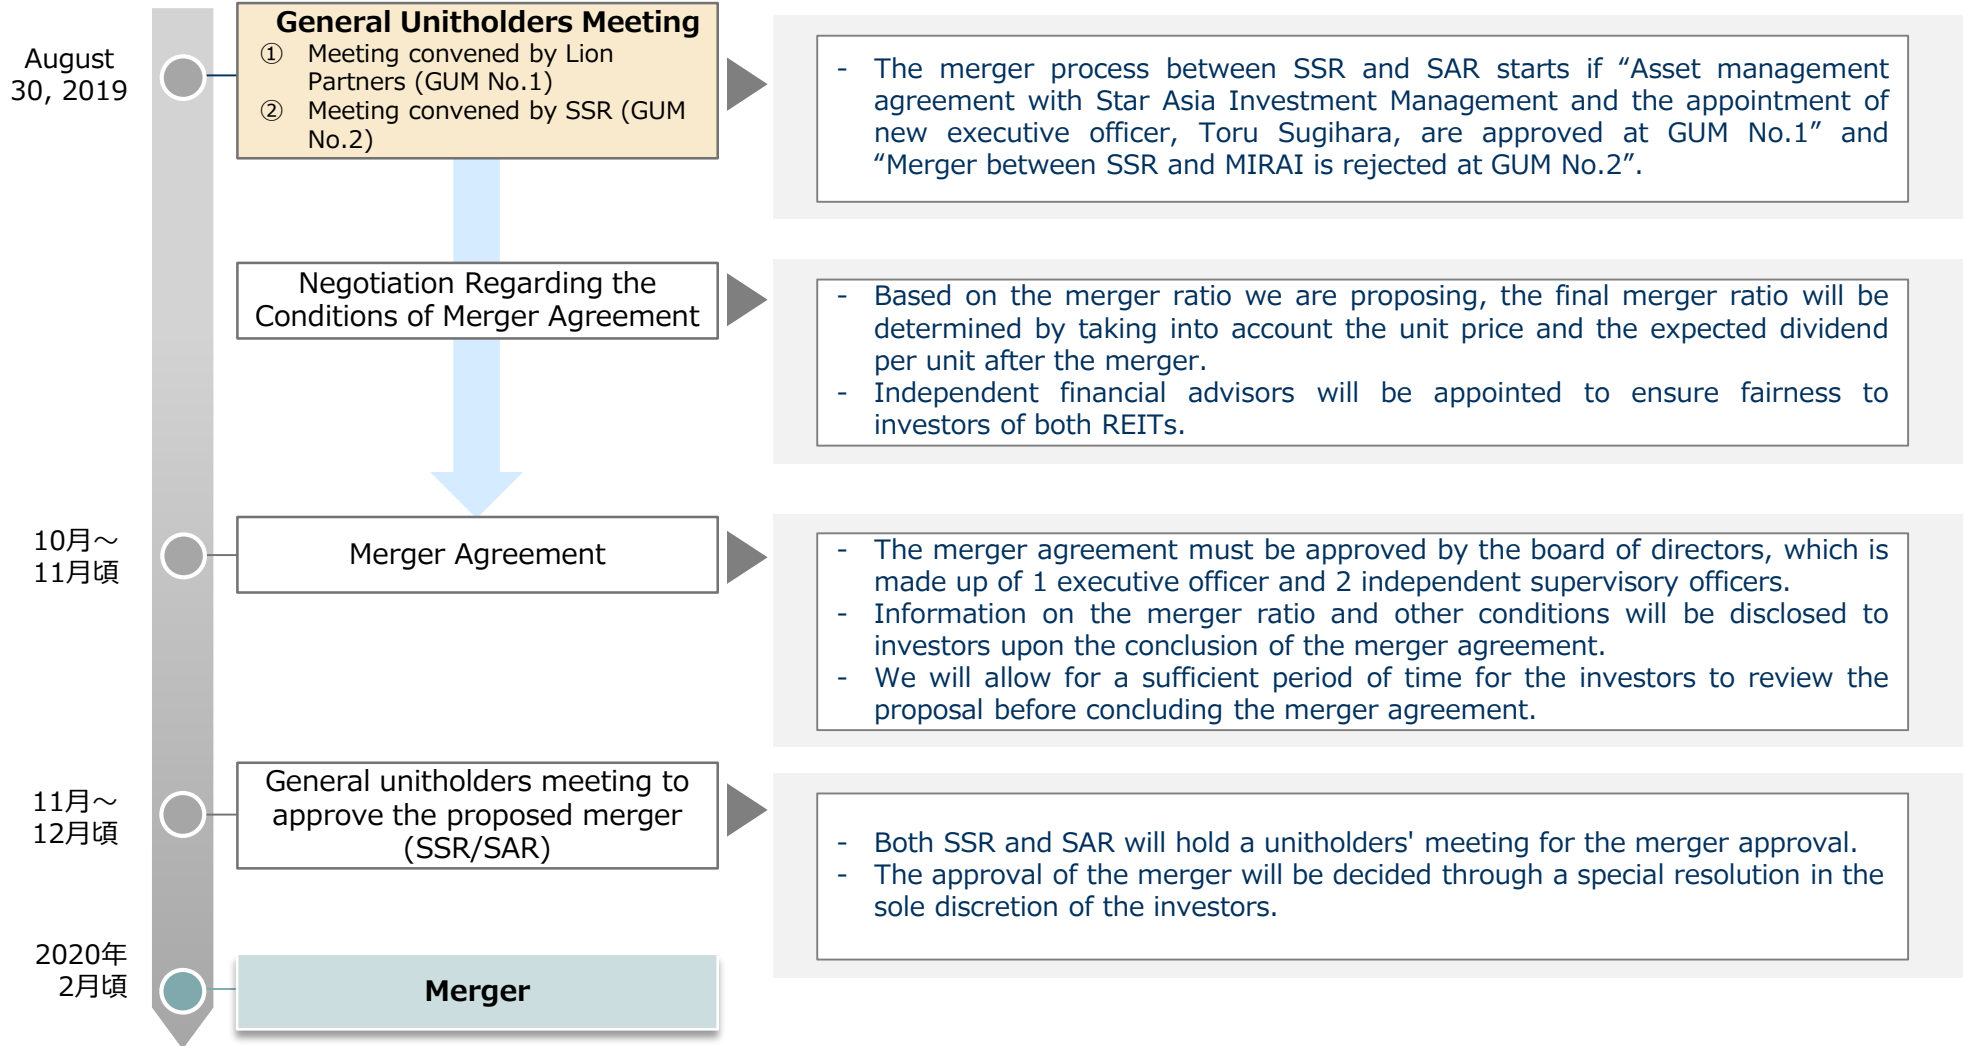 August
30, 2019
General Unitholders Meeting
① Meeting convened by Lion
Partners (GUM No.1)
② Meeting convened by SSR (GUM
No.2)
- The merger process between SSR and SAR starts if “Asset management
agreement with Star Asia Investment Management and the appointment of
new executive officer, Toru Sugihara, are approved at GUM No.1” and
“Merger between SSR and MIRAI is rejected at GUM No.2”.
Negotiation Regarding the
Conditions of Merger Agreement
- Based on the merger ratio we are proposing, the final merger ratio will be
determined by taking into account the unit price and the expected dividend
per unit after the merger.
- Independent financial advisors will be appointed to ensure fairness to
investors of both REITs.
10月～
11月頃
Merger Agreement
- The merger agreement must be approved by the board of directors, which is
made up of 1 executive officer and 2 independent supervisory officers.
- Information on the merger ratio and other conditions will be disclosed to
investors upon the conclusion of the merger agreement.
- We will allow for a sufficient period of time for the investors to review the
proposal before concluding the merger agreement.
11月～
12月頃
General unitholders meeting to
approve the proposed merger
(SSR/SAR)
- Both SSR and SAR will hold a unitholders' meeting for the merger approval.
- The approval of the merger will be decided through a special resolution in the
sole discretion of the investors.
2020年
2月頃
Merger